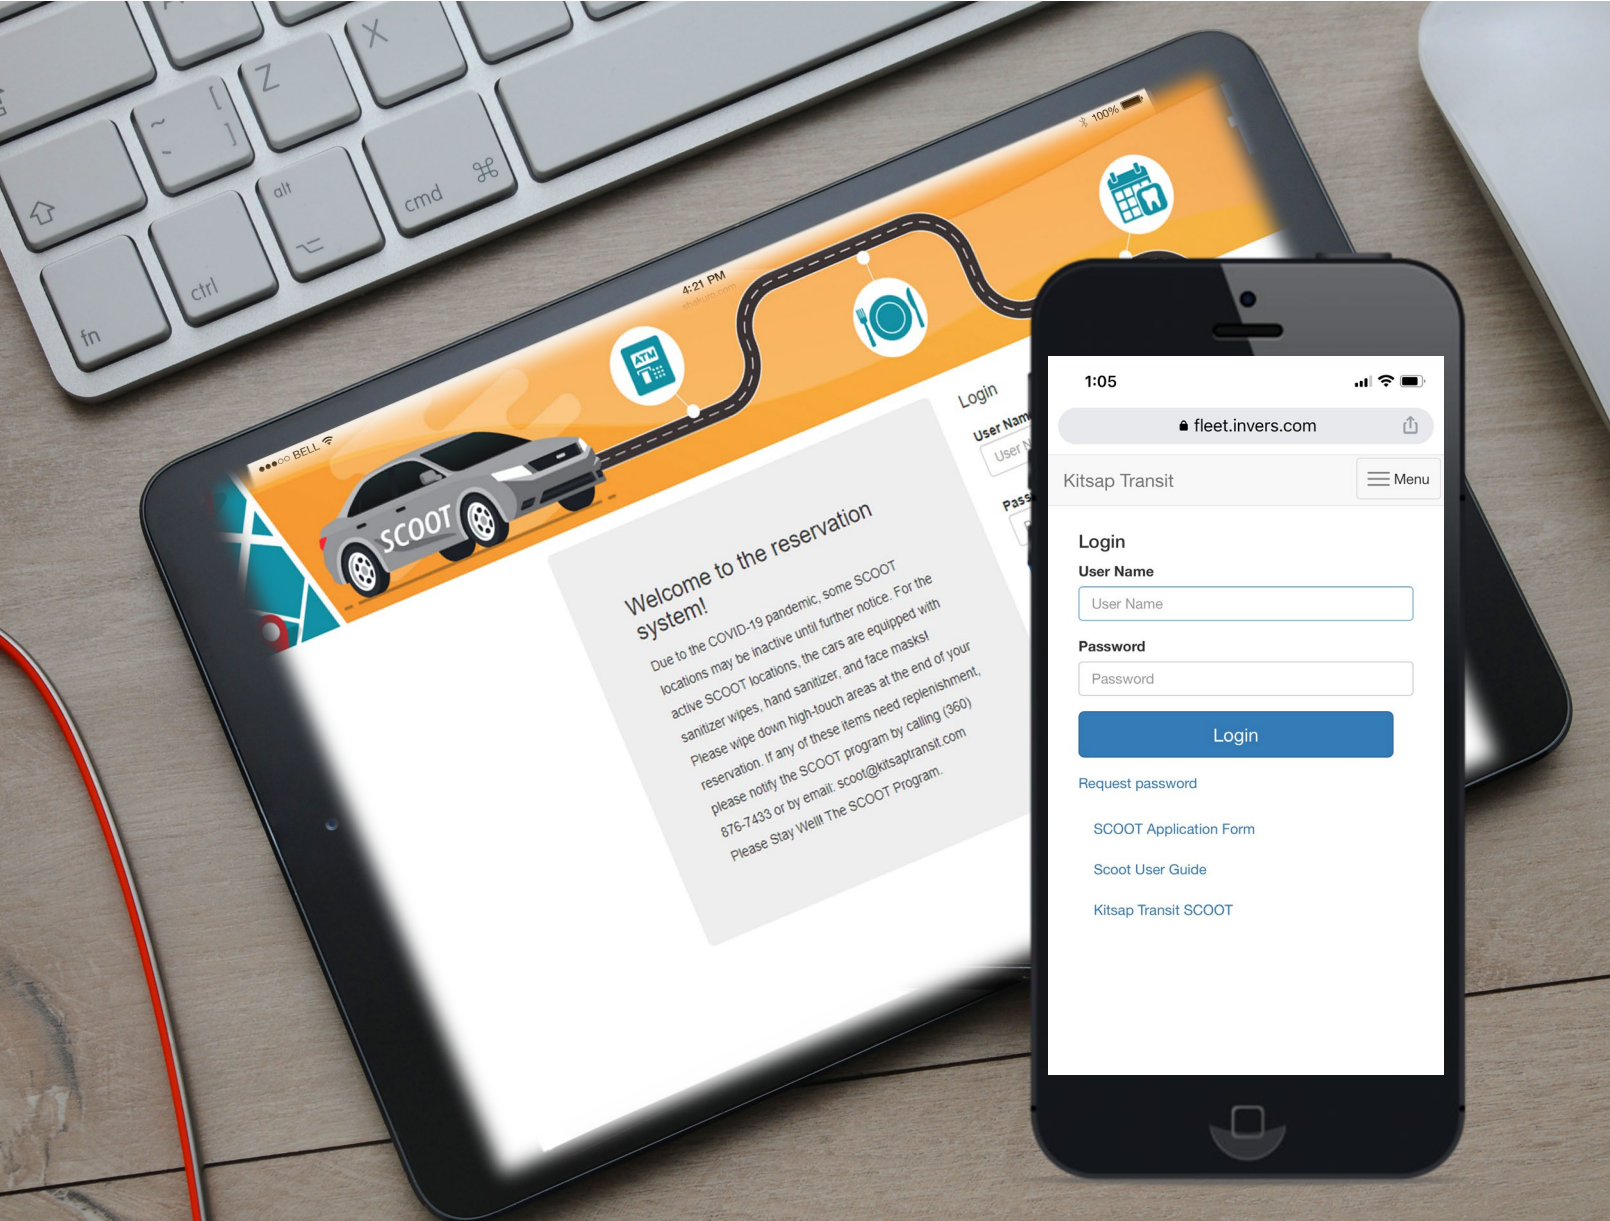 X
Z
[
~
]
alt
cmd
ctrl
fn
100%
4:21 PM
BELL
ATM
SCOOT
Login
User Nam
User N
Pass
Welcome to the reservation
system!
Due to the COVID-19 pandemic, some SCOOT
locations may be inactive until further notice. For the
active SCOOT locations, the cars are equipped with
sanitizer wipes, hand sanitizer, and face masks!
Please wipe down high-touch areas at the end of your
reservation. If any of these items need replenishment,
please notify the SCOOT program by calling (360)
876-7433 or by email: scoot@kitsaptransit.com
Please Stay Well! The SCOOT Program.
1:05
fleet.invers.com
Kitsap Transit
Menu
Login
User Name
User Name
Password
Password
Login
Request password
SCOOT Application Form
Scoot User Guide
Kitsap Transit SCOOT